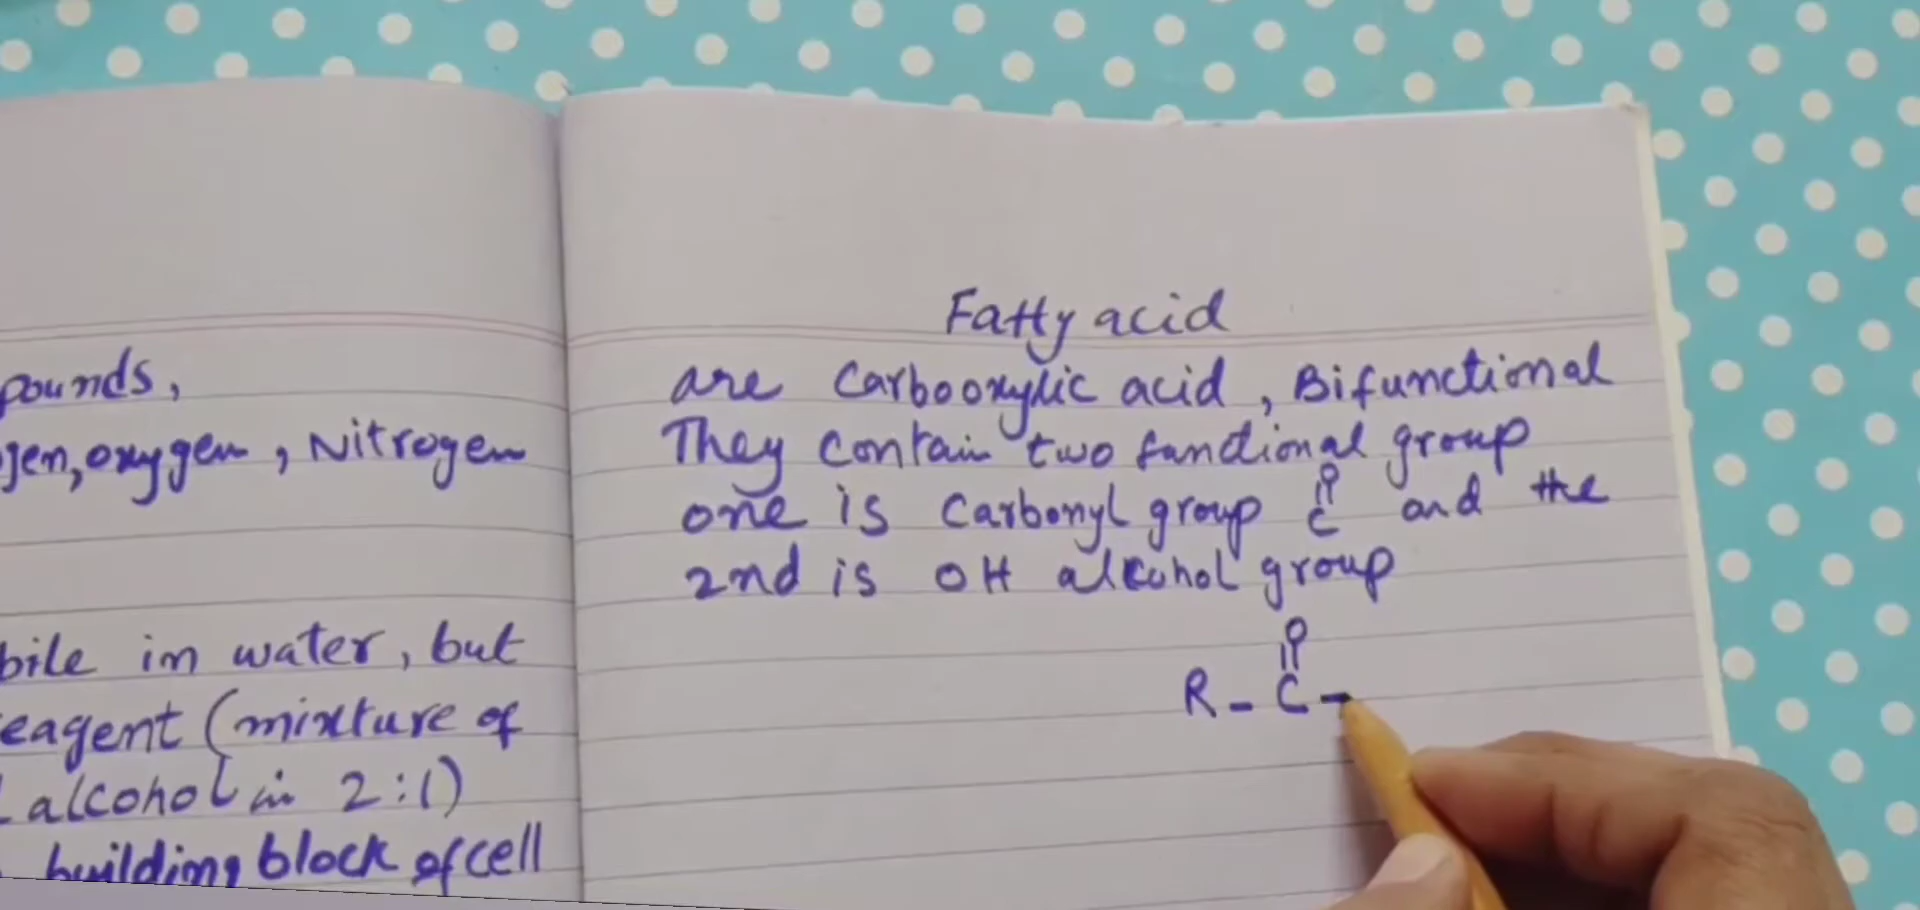 pounds,
gen, oxygen, Nitrogen
bile in water, but
eagent (mixture of
alcohol in 2:1)
building block of cell
Fatty acid
are Carbooxylic acid, Bifunctional
They contain two functional group
one is Carbonyl group O
C and the
2nd is OH alcohol group
O
R - C -